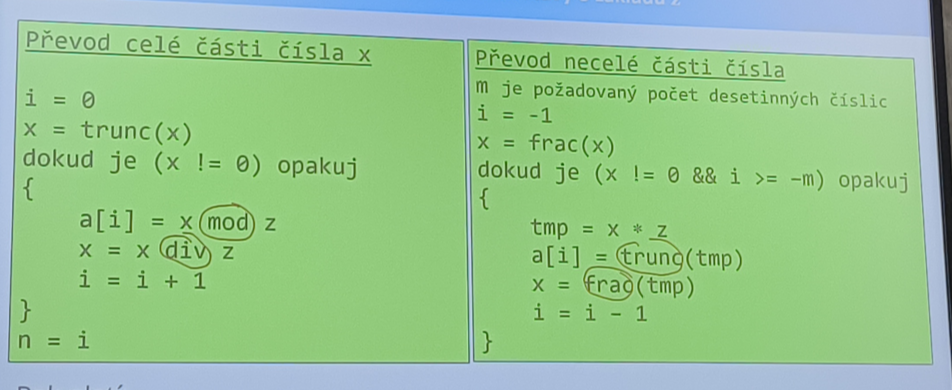 Převod celé části čísla x
i = 0
x = trunc(x)
dokud je (x != 0) opakuj
{
a[i] = x mod z
x = x div z
i = i + 1
}
n = i
Převod necelé části čísla
m je požadovaný počet desetinných číslic
i = -1
x = frac(x)
dokud je (x != 0 && i >= -m) opakuj
{
tmp = x * z
a[i] = trunc(tmp)
x = frac(tmp)
i = i - 1
}